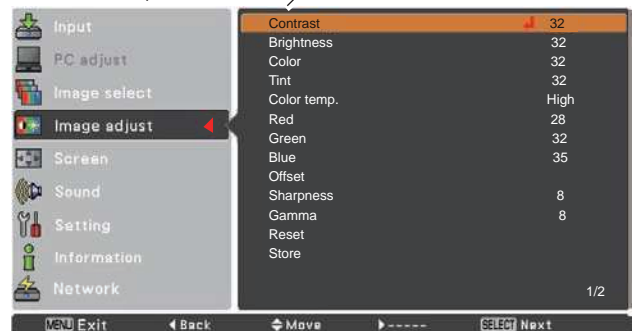 Input
PC adjust
Image select
Image adjust
Screen
Sound
Setting
Information
Network
Contrast 32
Brightness 32
Color 32
Tint 32
Color temp. High
Red 28
Green 32
Blue 35
Offset
Sharpness 8
Gamma 8
Reset
Store
1/2
MENU Exit ◀Back ◆Move ▶----- SELECT Next